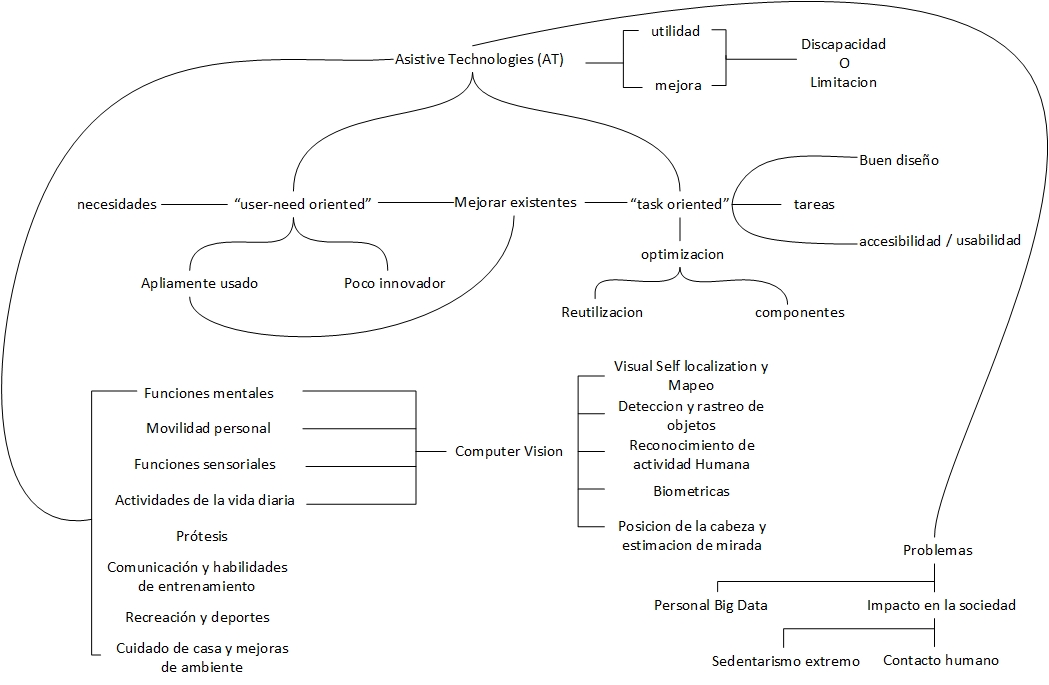 utilidad
Asistive Technologies (AT)
mejora
Discapacidad
O
Limitacion
Buen diseño
necesidades
“user-need oriented”
Mejorar existentes
“task oriented”
tareas
accesibilidad / usabilidad
optimizacion
Apliamente usado
Poco innovador
Reutilizacion
componentes
Funciones mentales
Movilidad personal
Funciones sensoriales
Actividades de la vida diaria
Prótesis
Comunicación y habilidades
de entrenamiento
Recreación y deportes
Cuidado de casa y mejoras
de ambiente
Computer Vision
Visual Self localization y
Mapeo
Deteccion y rastreo de
objetos
Reconocimiento de
actividad Humana
Biometricas
Posicion de la cabeza y
estimacion de mirada
Problemas
Personal Big Data
Impacto en la sociedad
Sedentarismo extremo
Contacto humano